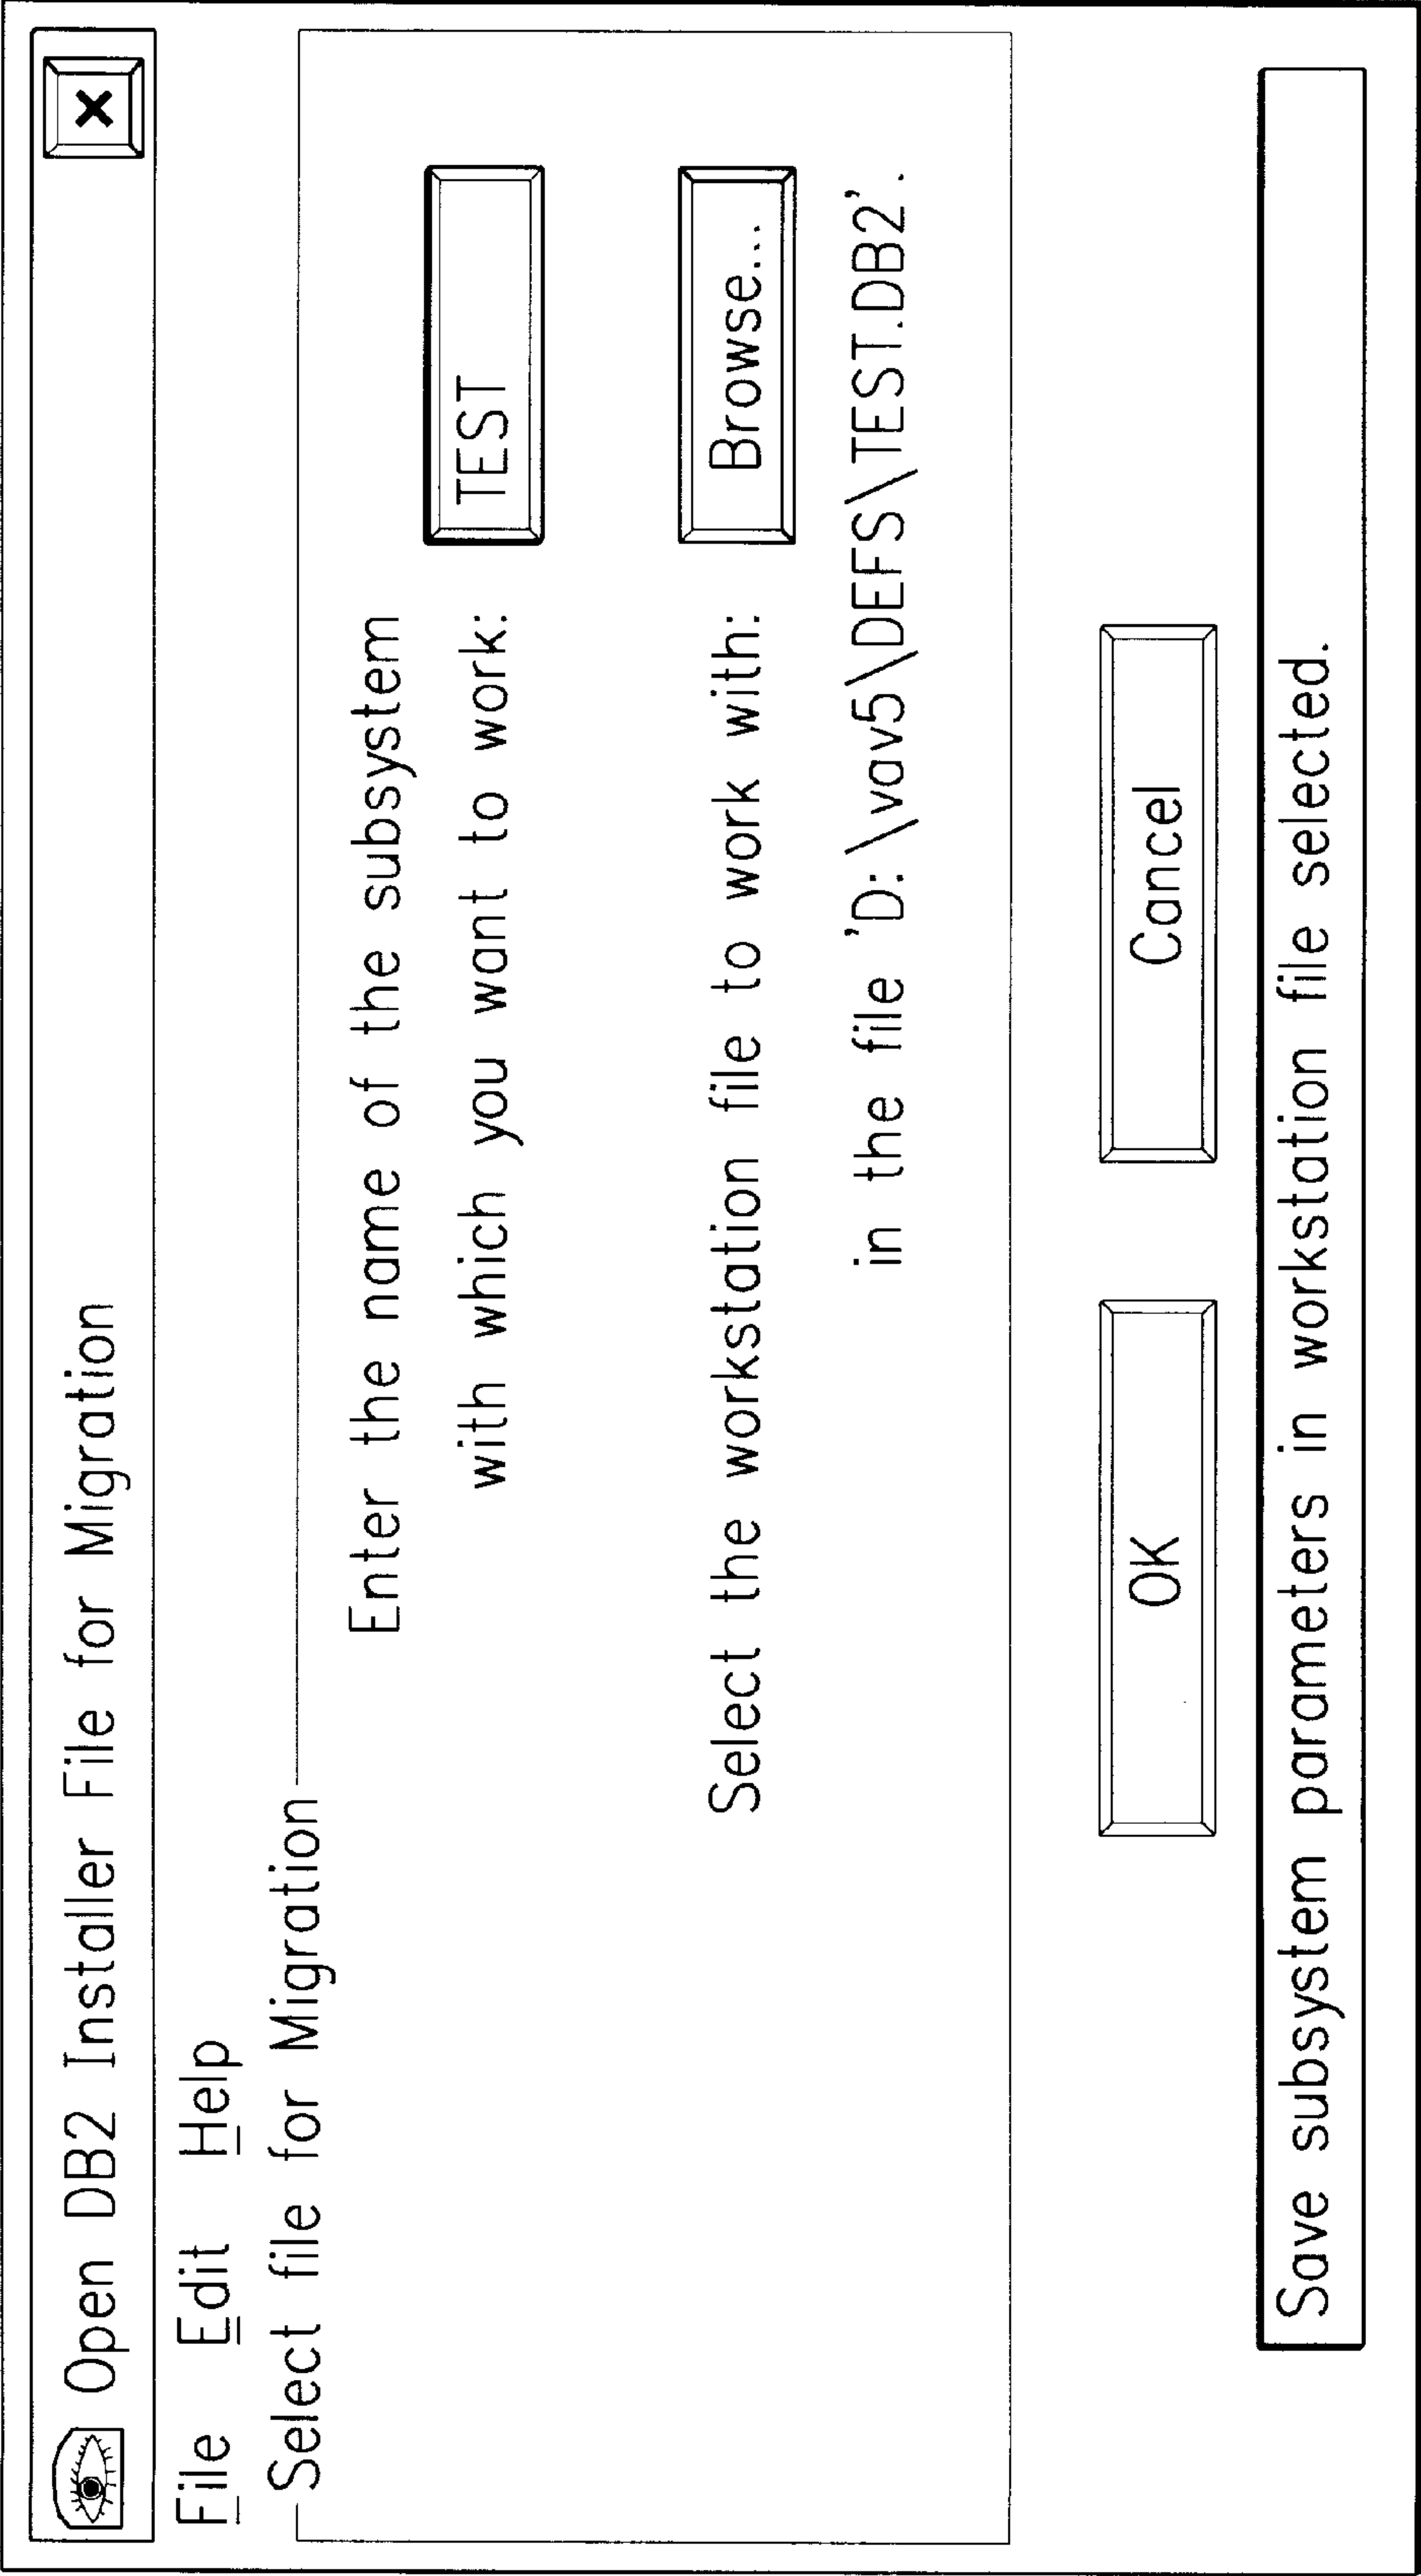 Open DB2 Installer File for Migration
File Edit Help
Select file for Migration
Enter the name of the subsystem
with which you want to work: TEST
Select the workstation file to work with: Browse...
in the file 'D:\vav5\DEFS\TEST.DB2'.
OK Cancel
Save subsystem parameters in workstation file selected.